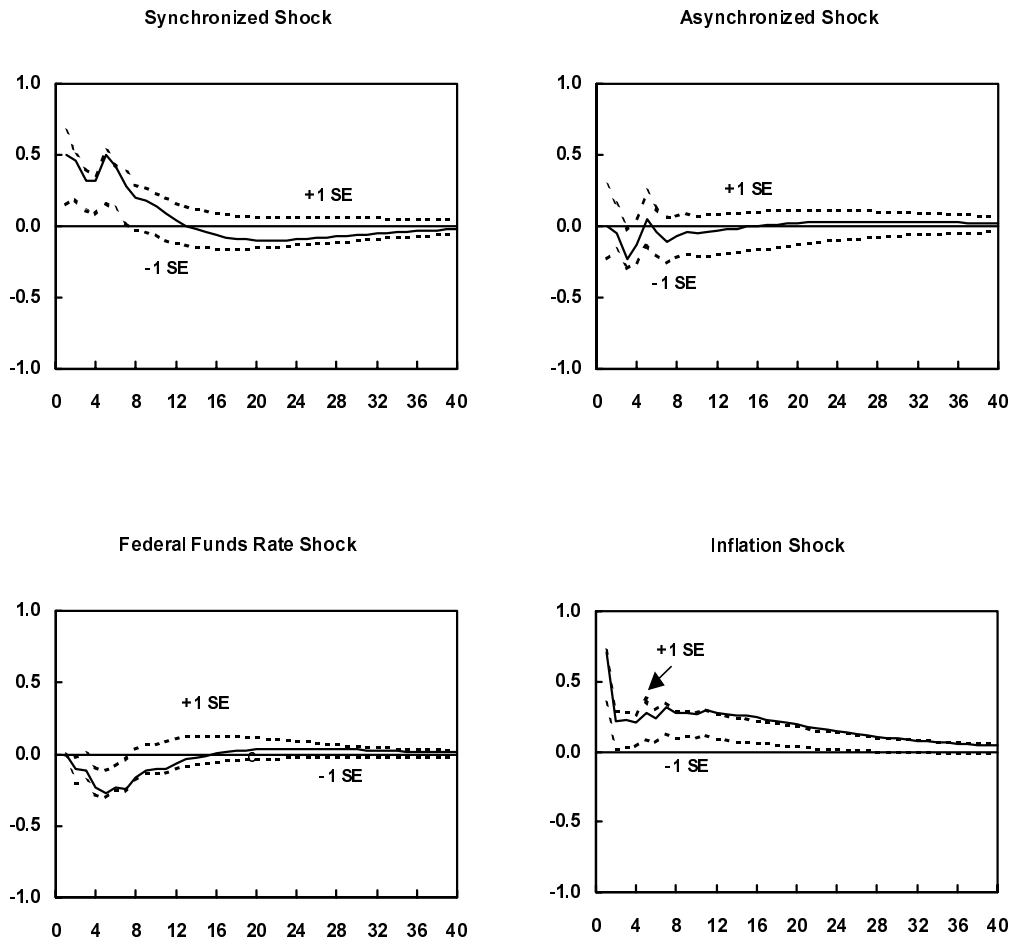 Synchronized Shock
1.0
0.5
0.0
-0.5
-1.0
+1 SE
-1 SE
0 4 8 12 16 20 24 28 32 36 40
Asynchronized Shock
1.0
0.5
0.0
-0.5
-1.0
+1 SE
-1 SE
0 4 8 12 16 20 24 28 32 36 40
Federal Funds Rate Shock
1.0
0.5
0.0
-0.5
-1.0
+1 SE
-1 SE
0 4 8 12 16 20 24 28 32 36 40
Inflation Shock
1.0
0.5
0.0
-0.5
-1.0
+1 SE
-1 SE
0 4 8 12 16 20 24 28 32 36 40